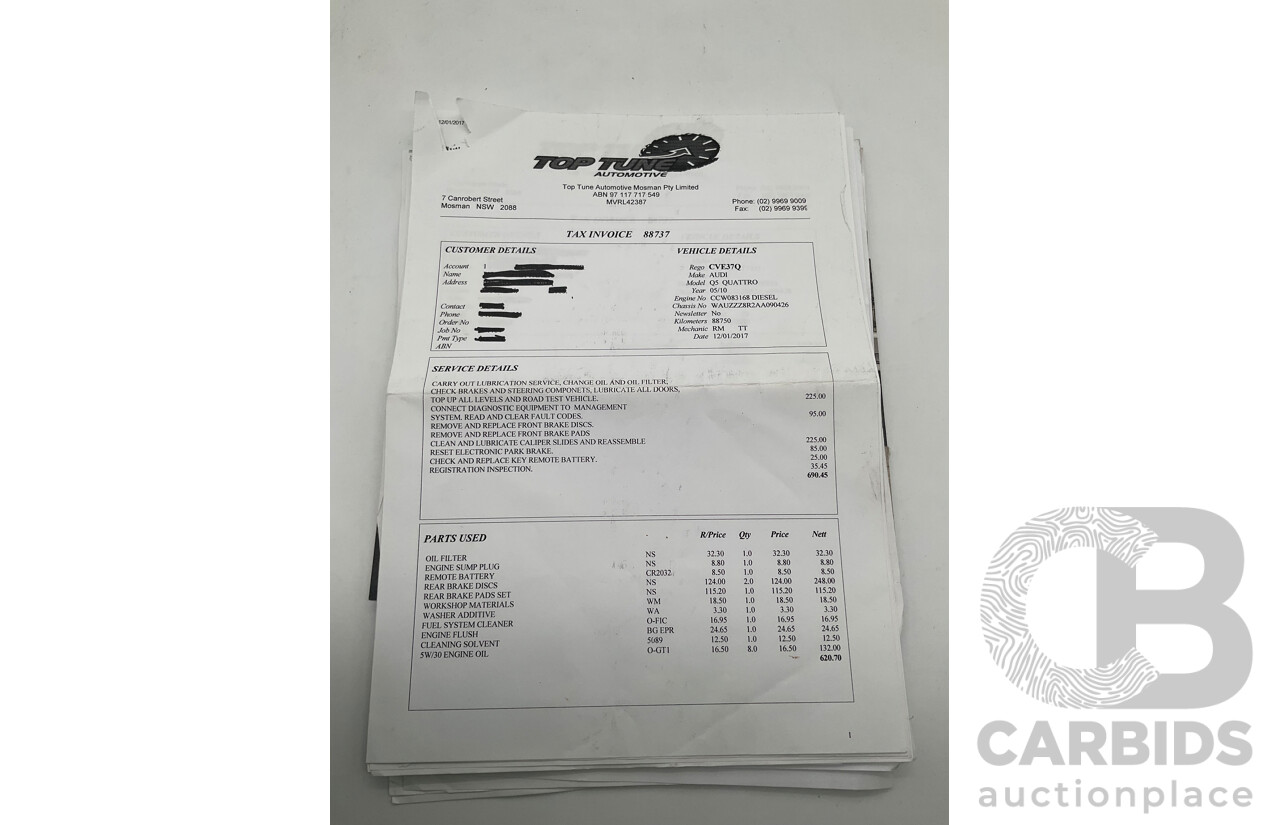 12/01/2017
TOP TUNE
AUTOMOTIVE
Top Tune Automotive Mosman Pty Limited
ABN 97 117 717 549
MVRL42387
7 Canrobert Street
Mosman NSW 2088
Phone: (02) 9969 9009
Fax: (02) 9969 9399
TAX INVOICE 88737
CUSTOMER DETAILS
Account 1
Name
Address
Contact
Phone
Order No
Job No
Pmt Type
ABN
VEHICLE DETAILS
Rego CVE37Q
Make AUDI
Model Q5 QUATTRO
Year 05/10
Engine No CCW083168 DIESEL
Chassis No WAUZZZ8R2AA090426
Newsletter No
Kilometers 88750
Mechanic RM TT
Date 12/01/2017
SERVICE DETAILS
CARRY OUT LUBRICATION SERVICE, CHANGE OIL AND OIL FILTER,
CHECK BRAKES AND STEERING COMPONETS, LUBRICATE ALL DOORS,
TOP UP ALL LEVELS AND ROAD TEST VEHICLE. 225.00
CONNECT DIAGNOSTIC EQUIPMENT TO MANAGEMENT
SYSTEM. READ AND CLEAR FAULT CODES. 95.00
REMOVE AND REPLACE FRONT BRAKE DISCS.
REMOVE AND REPLACE FRONT BRAKE PADS
CLEAN AND LUBRICATE CALIPER SLIDES AND REASSEMBLE 225.00
RESET ELECTRONIC PARK BRAKE. 85.00
CHECK AND REPLACE KEY REMOTE BATTERY. 25.00
REGISTRATION INSPECTION. 35.45
690.45
PARTS USED R/Price Qty Price Nett
OIL FILTER NS 32.30 1.0 32.30 32.30
ENGINE SUMP PLUG NS 8.80 1.0 8.80 8.80
REMOTE BATTERY CR2032 8.50 1.0 8.50 8.50
REAR BRAKE DISCS NS 124.00 2.0 124.00 248.00
REAR BRAKE PADS SET NS 115.20 1.0 115.20 115.20
WORKSHOP MATERIALS WM 18.50 1.0 18.50 18.50
WASHER ADDITIVE WA 3.30 1.0 3.30 3.30
FUEL SYSTEM CLEANER O-FIC 16.95 1.0 16.95 16.95
ENGINE FLUSH BG EPR 24.65 1.0 24.65 24.65
CLEANING SOLVENT 5089 12.50 1.0 12.50 12.50
5W/30 ENGINE OIL O-GT1 16.50 8.0 16.50 132.00
620.70
1
CB
CARBIDS
auctionplace